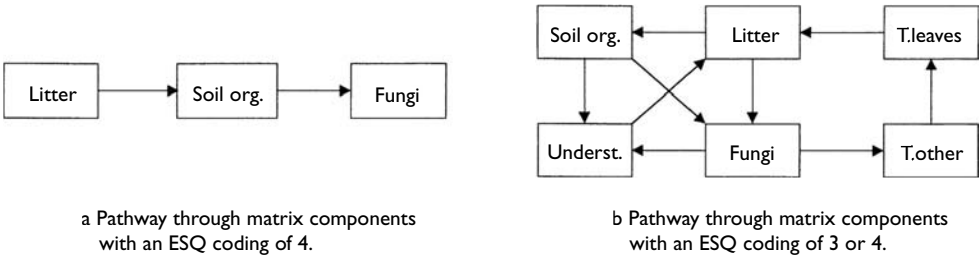 Litter
Soil org.
Fungi
a Pathway through matrix components
with an ESQ coding of 4.
Soil org.
Litter
T.leaves
Underst.
Fungi
T.other
b Pathway through matrix components
with an ESQ coding of 3 or 4.